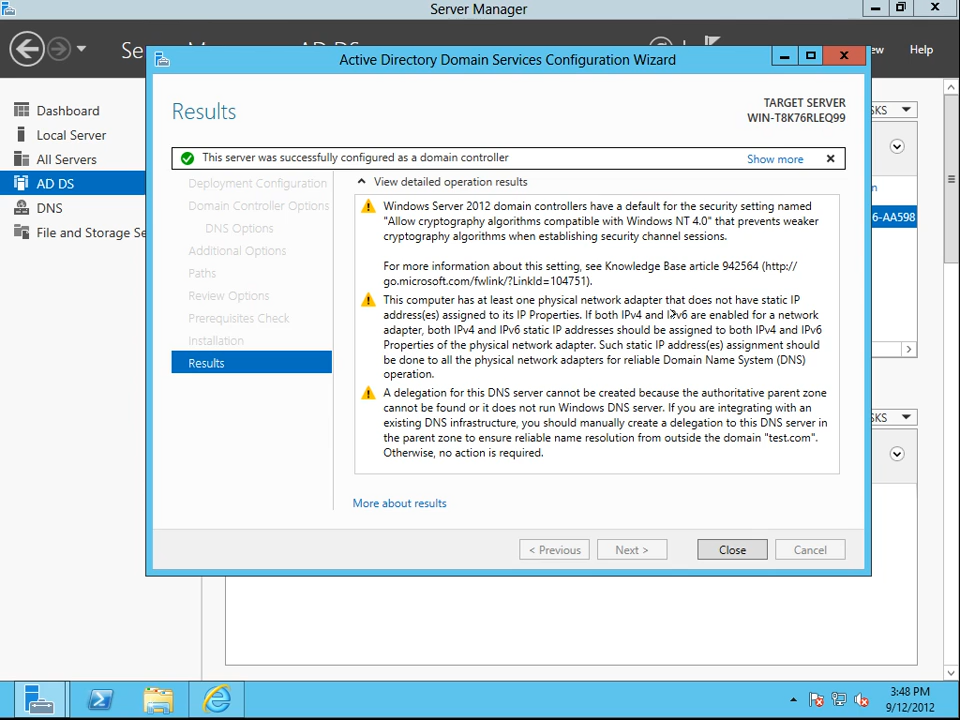 Server Manager
Help
Active Directory Domain Services Configuration Wizard
Results
TARGET SERVER
WIN-T8K76RLEQ99
This server was successfully configured as a domain controller
Show more
Dashboard
Local Server
All Servers
AD DS
DNS
File and Storage Se
Deployment Configuration
Domain Controller Options
DNS Options
Additional Options
Paths
Review Options
Prerequisites Check
Installation
Results
View detailed operation results
Windows Server 2012 domain controllers have a default for the security setting named
"Allow cryptography algorithms compatible with Windows NT 4.0" that prevents weaker
cryptography algorithms when establishing security channel sessions.
For more information about this setting, see Knowledge Base article 942564 (http://
go.microsoft.com/fwlink/?LinkId=104751).
This computer has at least one physical network adapter that does not have static IP
address(es) assigned to its IP Properties. If both IPv4 and IPv6 are enabled for a network
adapter, both IPv4 and IPv6 static IP addresses should be assigned to both IPv4 and IPv6
Properties of the physical network adapter. Such static IP address(es) assignment should
be done to all the physical network adapters for reliable Domain Name System (DNS)
operation.
A delegation for this DNS server cannot be created because the authoritative parent zone
cannot be found or it does not run Windows DNS server. If you are integrating with an
existing DNS infrastructure, you should manually create a delegation to this DNS server in
the parent zone to ensure reliable name resolution from outside the domain "test.com".
Otherwise, no action is required.
More about results
< Previous
Next >
Close
Cancel
SKS
6-AA598
SKS
3:48 PM
9/12/2012